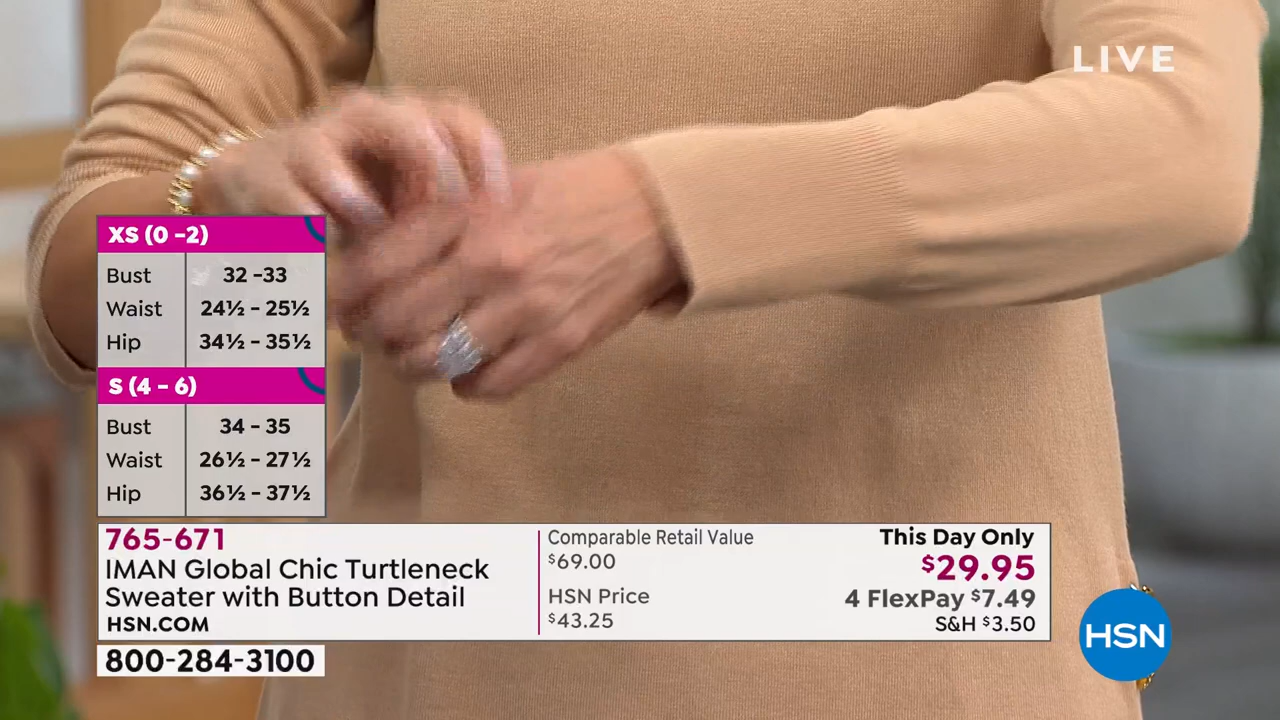 LIVE
XS (0 -2)
Bust 32 -33
Waist 24½ - 25½
Hip 34½ - 35½
S (4 - 6)
Bust 34 - 35
Waist 26½ - 27½
Hip 36½ - 37½
765-671
IMAN Global Chic Turtleneck
Sweater with Button Detail
HSN.COM
Comparable Retail Value
$69.00
HSN Price
$43.25
This Day Only
$29.95
4 FlexPay $7.49
S&H $3.50
HSN
800-284-3100